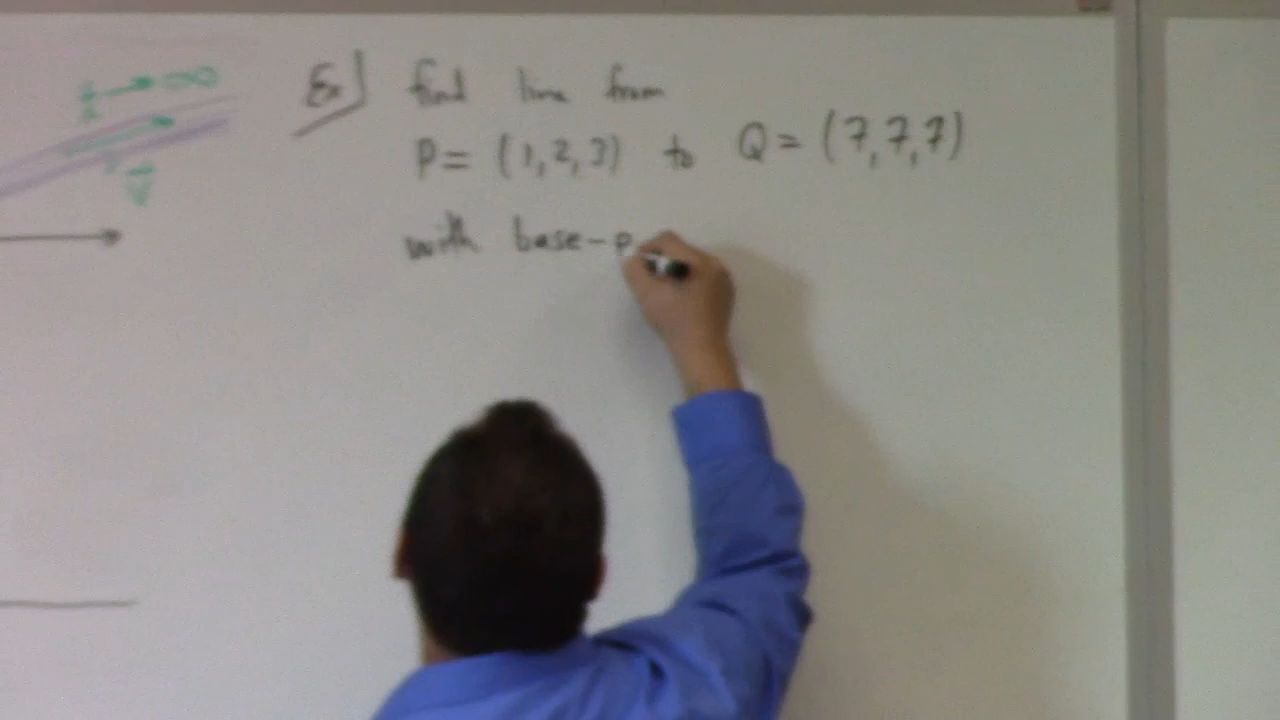 Ex) find line from
P = (1,2,3) to Q = (7,7,7)
with base-p